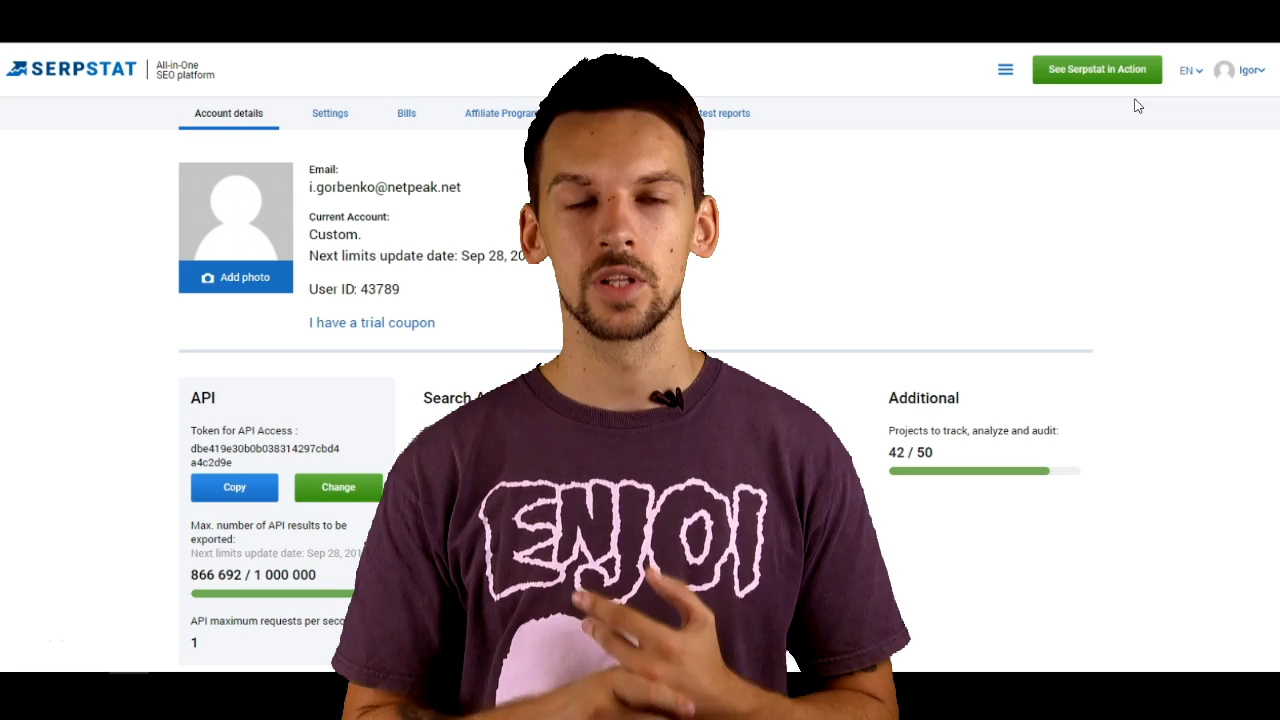 SERPSTAT
All-in-One
SEO platform
See Serpstat in Action
EN
Igor
Account details
Settings
Bills
Affiliate Program
test reports
Email:
i.gorbenko@netpeak.net
Current Account:
Custom.
Next limits update date: Sep 28, 20
User ID: 43789
I have a trial coupon
Add photo
API
Token for API Access :
dbe419e30b0b038314297cbd4
a4c2d9e
Copy
Change
Max. number of API results to be
exported:
Next limits update date: Sep 28, 201
866 692 / 1 000 000
API maximum requests per seco
1
Search A
Additional
Projects to track, analyze and audit:
42 / 50
ENJOI